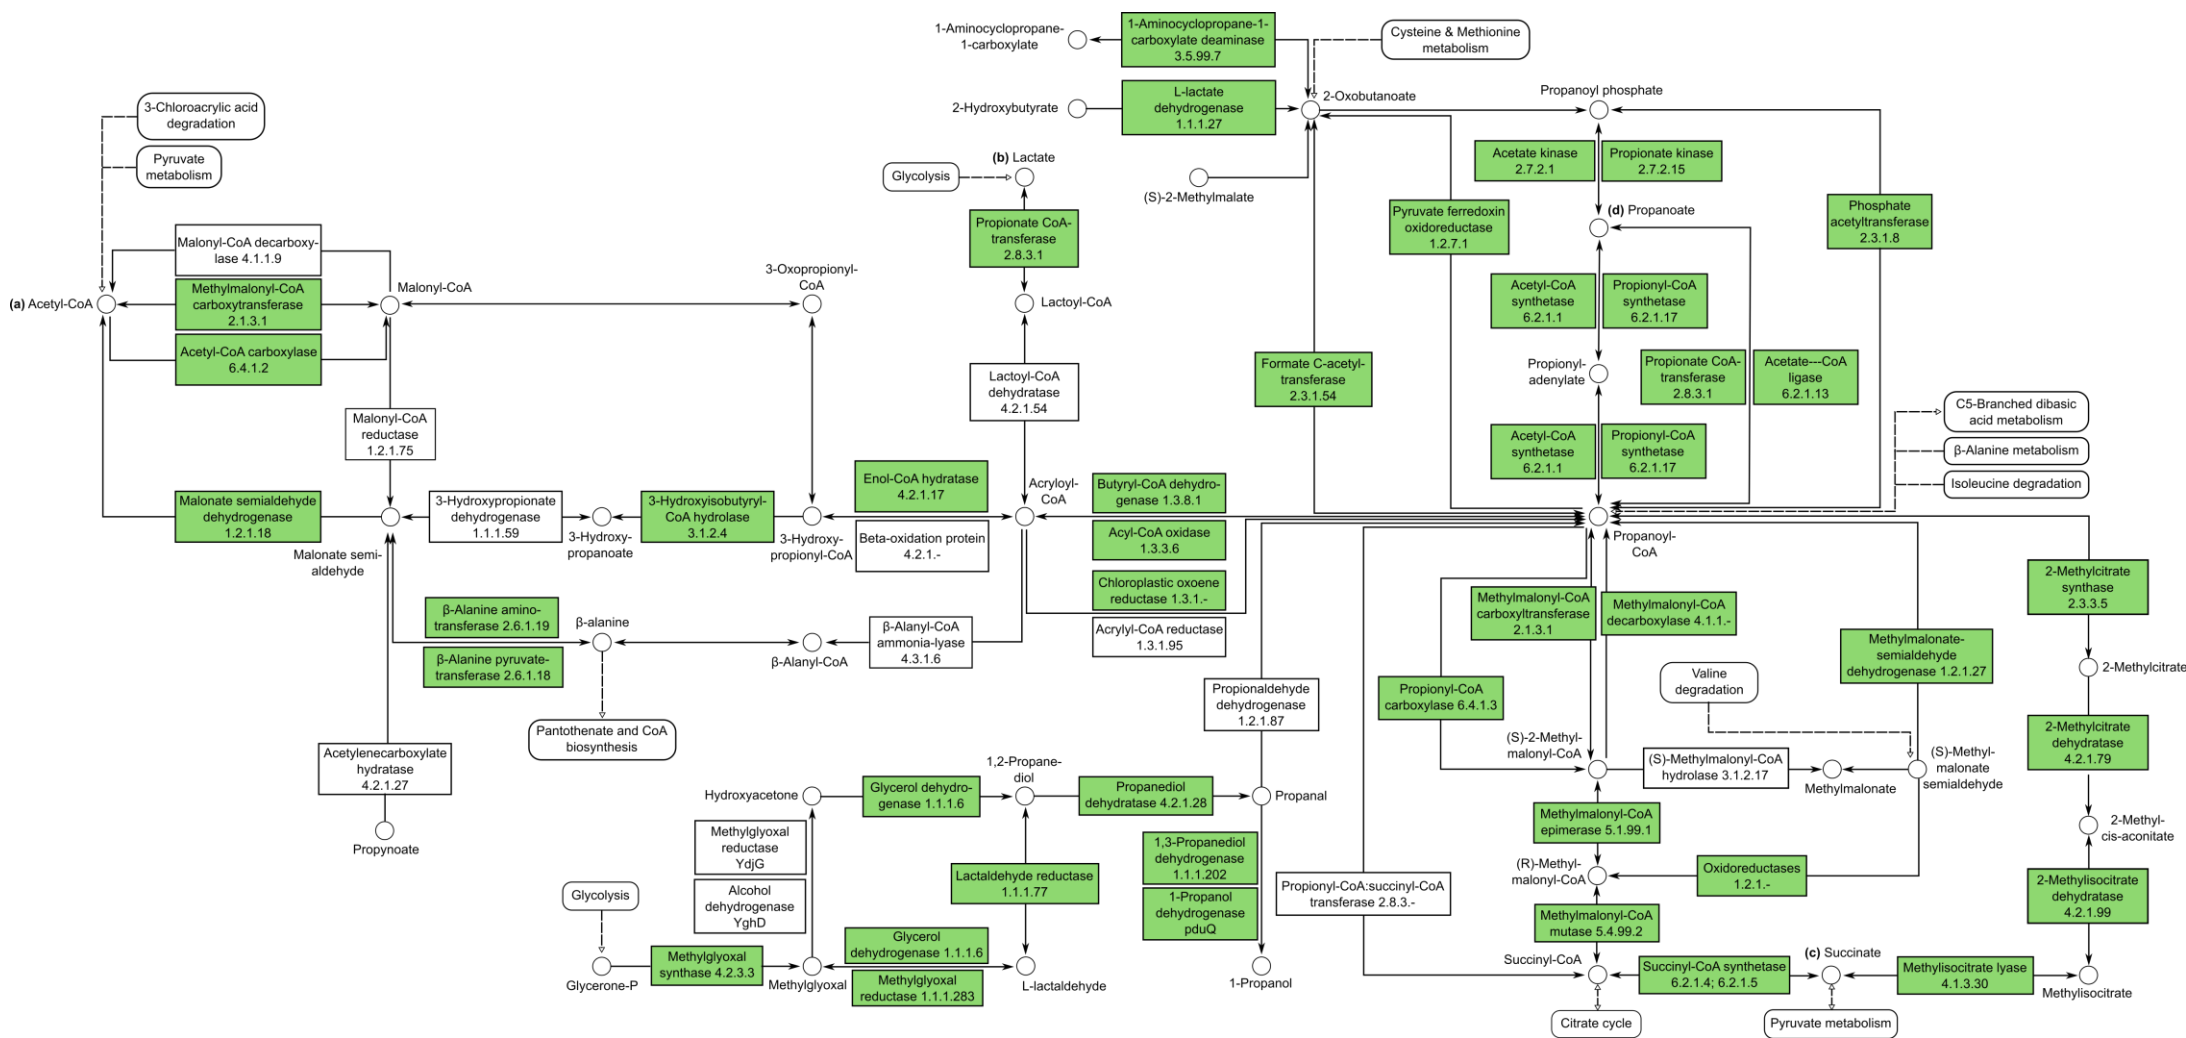 1-Aminocyclopropane-
1-carboxylate
1-Aminocyclopropane-1-
carboxylate deaminase
3.5.99.7
Cysteine & Methionine
metabolism
2-Hydroxybutyrate
L-lactate
dehydrogenase
1.1.1.27
2-Oxobutanoate
Propanoyl phosphate
3-Chloroacrylic acid
degradation
Pyruvate
metabolism
(b) Lactate
Glycolysis
(S)-2-Methylmalate
Acetate kinase
2.7.2.1
Propionate kinase
2.7.2.15
Propionate CoA-
transferase
2.8.3.1
Pyruvate ferredoxin
oxidoreductase
1.2.7.1
(d) Propanoate
Phosphate
acetyltransferase
2.3.1.8
Malonyl-CoA decarboxy-
lase 4.1.1.9
(a) Acetyl-CoA
Methylmalonyl-CoA
carboxytransferase
2.1.3.1
Malonyl-CoA
3-Oxopropionyl-
CoA
Lactoyl-CoA
Acetyl-CoA
synthetase
6.2.1.1
Propionyl-CoA
synthetase
6.2.1.17
Acetyl-CoA carboxylase
6.4.1.2
Lactoyl-CoA
dehydratase
4.2.1.54
Formate C-acetyl-
transferase
2.3.1.54
Propionyl-
adenylate
Propionate CoA-
transferase
2.8.3.1
Acetate---CoA
ligase
6.2.1.13
C5-Branched dibasic
acid metabolism
Malonyl-CoA
reductase
1.2.1.75
Acetyl-CoA
synthetase
6.2.1.1
Propionyl-CoA
synthetase
6.2.1.17
β-Alanine metabolism
Isoleucine degradation
Malonate semialdehyde
dehydrogenase
1.2.1.18
Malonate semi-
aldehyde
3-Hydroxypropionate
dehydrogenase
1.1.1.59
3-Hydroxy-
propanoate
3-Hydroxyisobutyryl-
CoA hydrolase
3.1.2.4
3-Hydroxy-
propionyl-CoA
Enol-CoA hydratase
4.2.1.17
Beta-oxidation protein
4.2.1.-
Acryloyl-
CoA
Butyryl-CoA dehydro-
genase 1.3.8.1
Acyl-CoA oxidase
1.3.3.6
Chloroplastic oxoene
reductase 1.3.1.-
Acrylyl-CoA reductase
1.3.1.95
Propanoyl-
CoA
2-Methylcitrate
synthase
2.3.3.5
β-Alanine amino-
transferase 2.6.1.19
β-Alanine pyruvate-
transferase 2.6.1.18
β-alanine
β-Alanyl-CoA
β-Alanyl-CoA
ammonia-lyase
4.3.1.6
Methylmalonyl-CoA
carboxyltransferase
2.1.3.1
Methylmalonyl-CoA
decarboxylase 4.1.1.-
Methylmalonate-
semialdehyde
dehydrogenase 1.2.1.27
2-Methylcitrate
Pantothenate and CoA
biosynthesis
Propionaldehyde
dehydrogenase
1.2.1.87
Propionyl-CoA
carboxylase 6.4.1.3
Valine
degradation
2-Methylcitrate
dehydratase
4.2.1.79
Acetylenecarboxylate
hydratase
4.2.1.27
Propynoate
(S)-2-Methyl-
malonyl-CoA
(S)-Methylmalonyl-CoA
hydrolase 3.1.2.17
Methylmalonate
(S)-Methyl-
malonate
semialdehyde
Hydroxyacetone
Glycerol dehydro-
genase 1.1.1.6
1,2-Propane-
diol
Propanediol
dehydratase 4.2.1.28
Propanal
Methylmalonyl-CoA
epimerase 5.1.99.1
2-Methyl-
cis-aconitate
Methylglyoxal
reductase
YdjG
Alcohol
dehydrogenase
YghD
Lactaldehyde reductase
1.1.1.77
1,3-Propanediol
dehydrogenase
1.1.1.202
1-Propanol
dehydrogenase
pduQ
Propionyl-CoA:succinyl-CoA
transferase 2.8.3.-
(R)-Methyl-
malonyl-CoA
Oxidoreductases
1.2.1.-
2-Methylisocitrate
dehydratase
4.2.1.99
Glycolysis
Glycerone-P
Methylglyoxal
synthase 4.2.3.3
Methylglyoxal
Glycerol
dehydrogenase 1.1.1.6
Methylglyoxal
reductase 1.1.1.283
L-lactaldehyde
1-Propanol
Methylmalonyl-CoA
mutase 5.4.99.2
Succinyl-CoA
Succinyl-CoA synthetase
6.2.1.4; 6.2.1.5
(c) Succinate
Methylisocitrate lyase
4.1.3.30
Methylisocitrate
Citrate cycle
Pyruvate metabolism